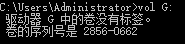 C:\Users\Administrator>vol G:
驱动器 G 中的卷没有标签。
卷的序列号是 2856-0662